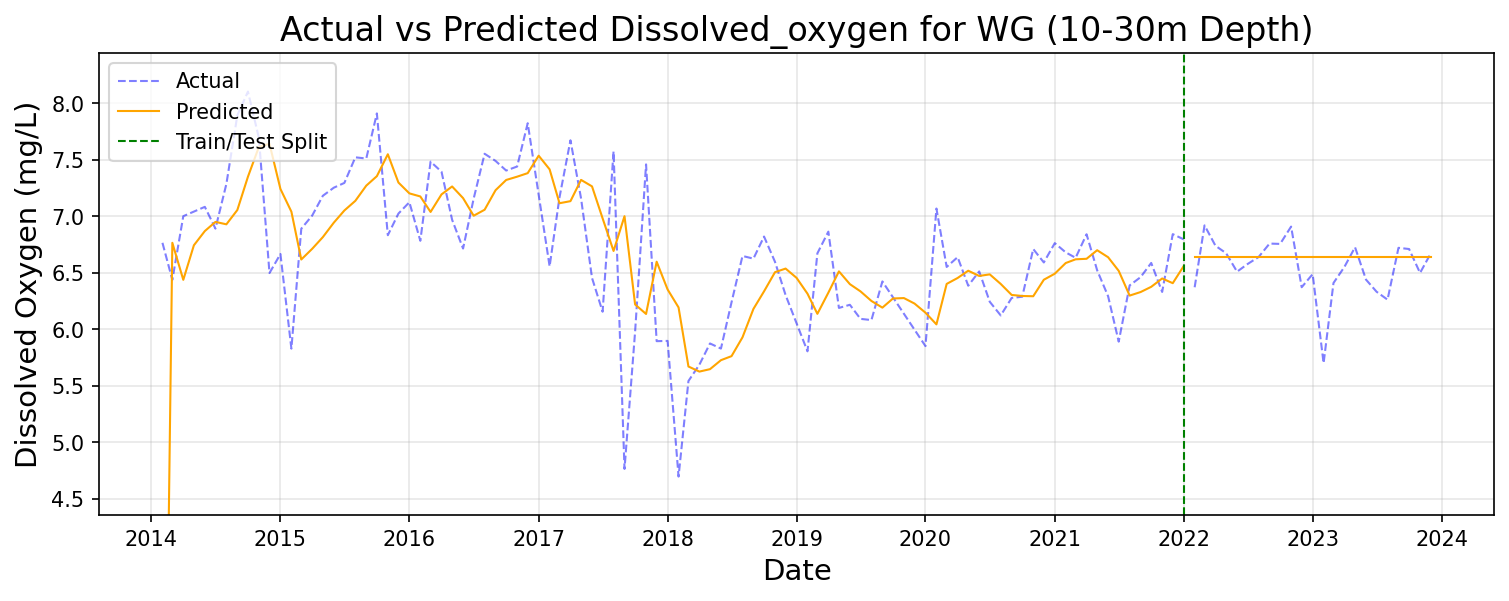 Actual vs Predicted Dissolved_oxygen for WG (10-30m Depth)
Actual
Predicted
Train/Test Split
Dissolved Oxygen (mg/L)
8.0
7.5
7.0
6.5
6.0
5.5
5.0
4.5
2014 2015 2016 2017 2018 2019 2020 2021 2022 2023 2024
Date